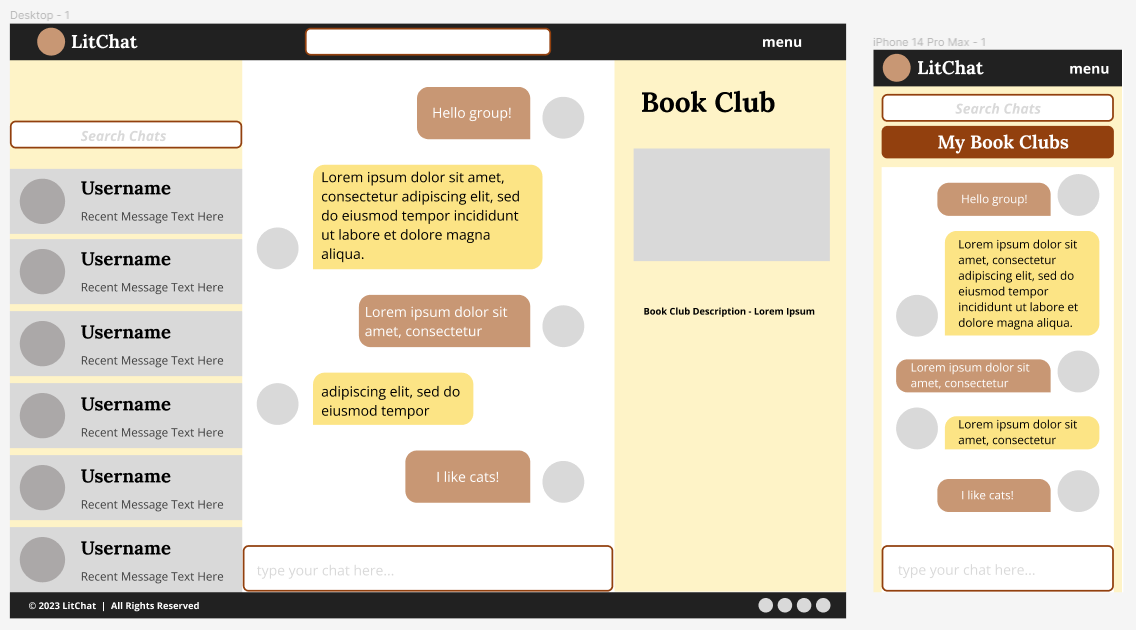 Desktop - 1
LitChat
menu
Search Chats
Username
Recent Message Text Here
Username
Recent Message Text Here
Username
Recent Message Text Here
Username
Recent Message Text Here
Username
Recent Message Text Here
Username
Recent Message Text Here
Hello group!
Lorem ipsum dolor sit amet,
consectetur adipiscing elit, sed
do eiusmod tempor incididunt
ut labore et dolore magna
aliqua.
Lorem ipsum dolor sit
amet, consectetur
adipiscing elit, sed do
eiusmod tempor
I like cats!
type your chat here...
Book Club
Book Club Description - Lorem Ipsum
© 2023 LitChat | All Rights Reserved
iPhone 14 Pro Max - 1
LitChat
menu
Search Chats
My Book Clubs
Hello group!
Lorem ipsum dolor sit
amet, consectetur
adipiscing elit, sed do
eiusmod tempor
incididunt ut labore et
dolore magna aliqua.
Lorem ipsum dolor sit
amet, consectetur
Lorem ipsum dolor sit
amet, consectetur
I like cats!
type your chat here...